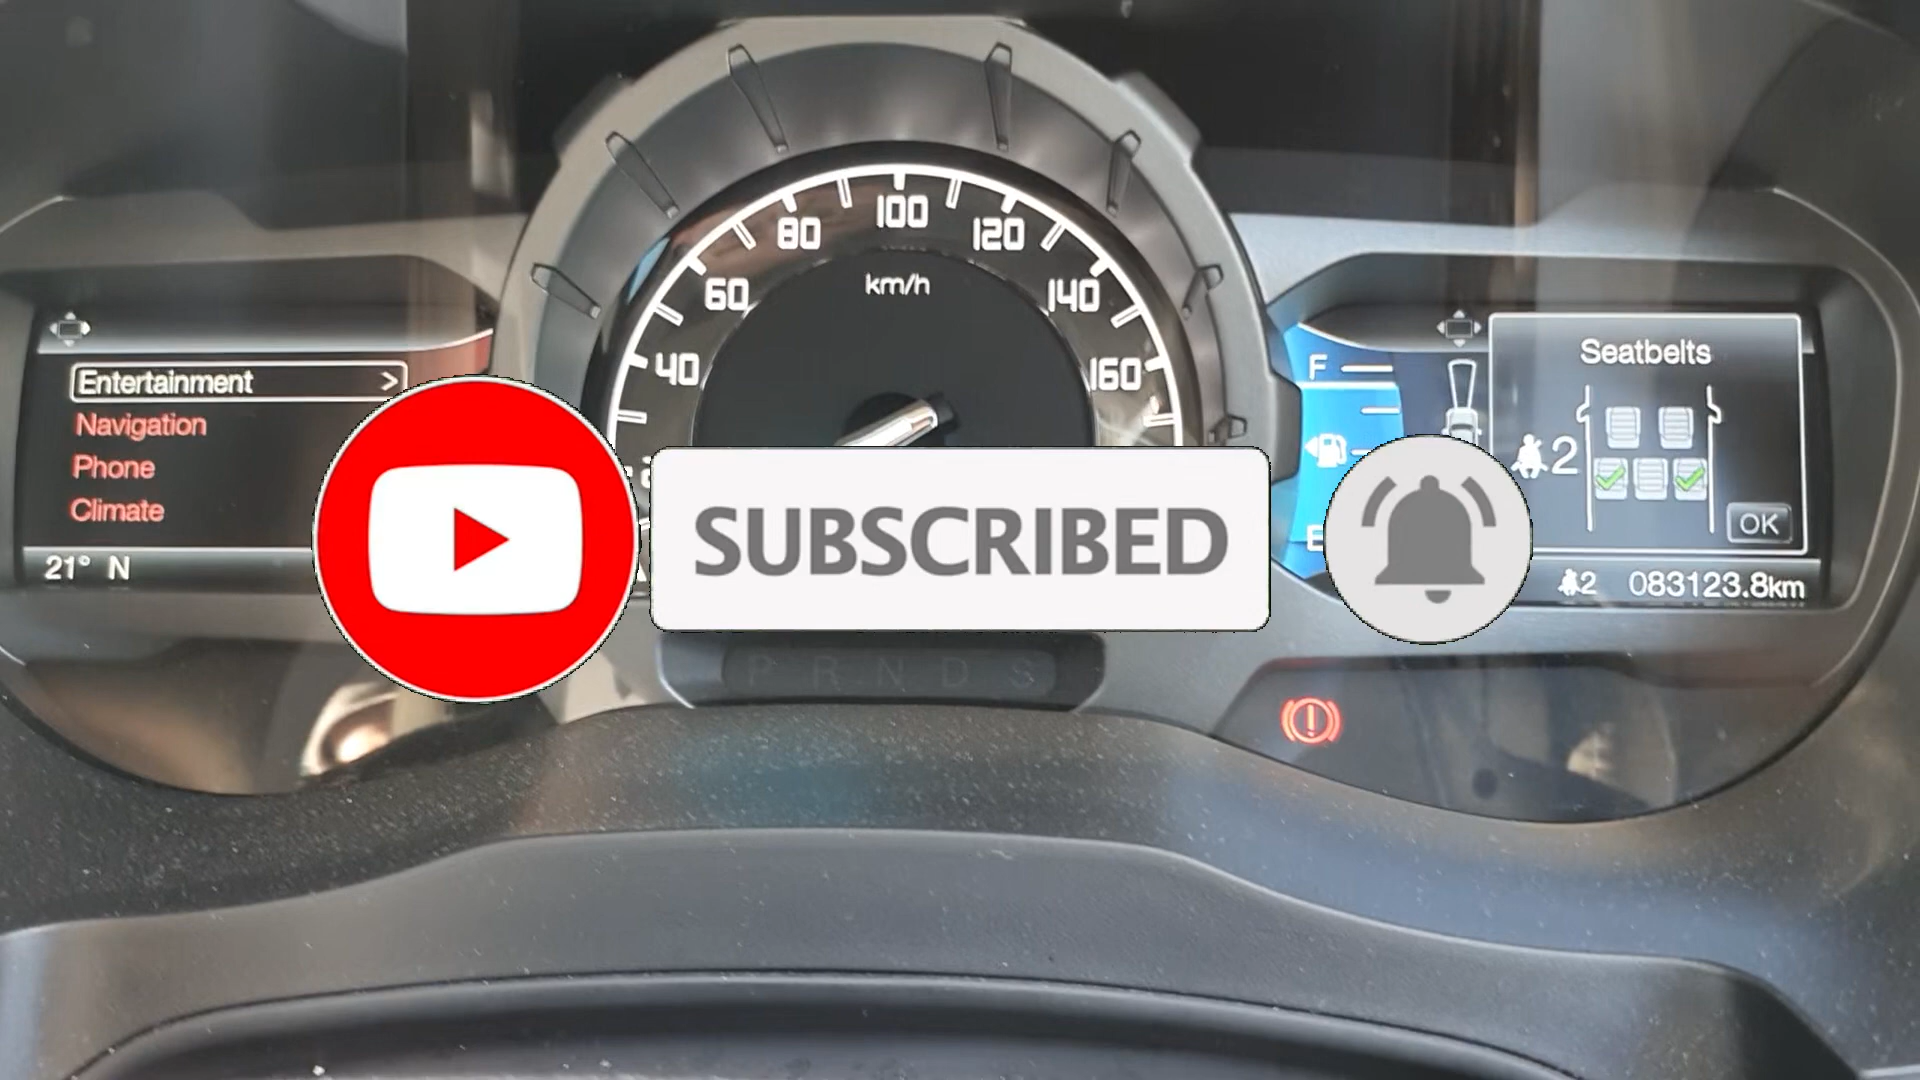 100
80
120
km/h
60
140
40
160
Entertainment >
Navigation
Phone
Climate
21° N
F
E
Seatbelts
2
OK
2 083123.8km
SUBSCRIBED
P R N D S